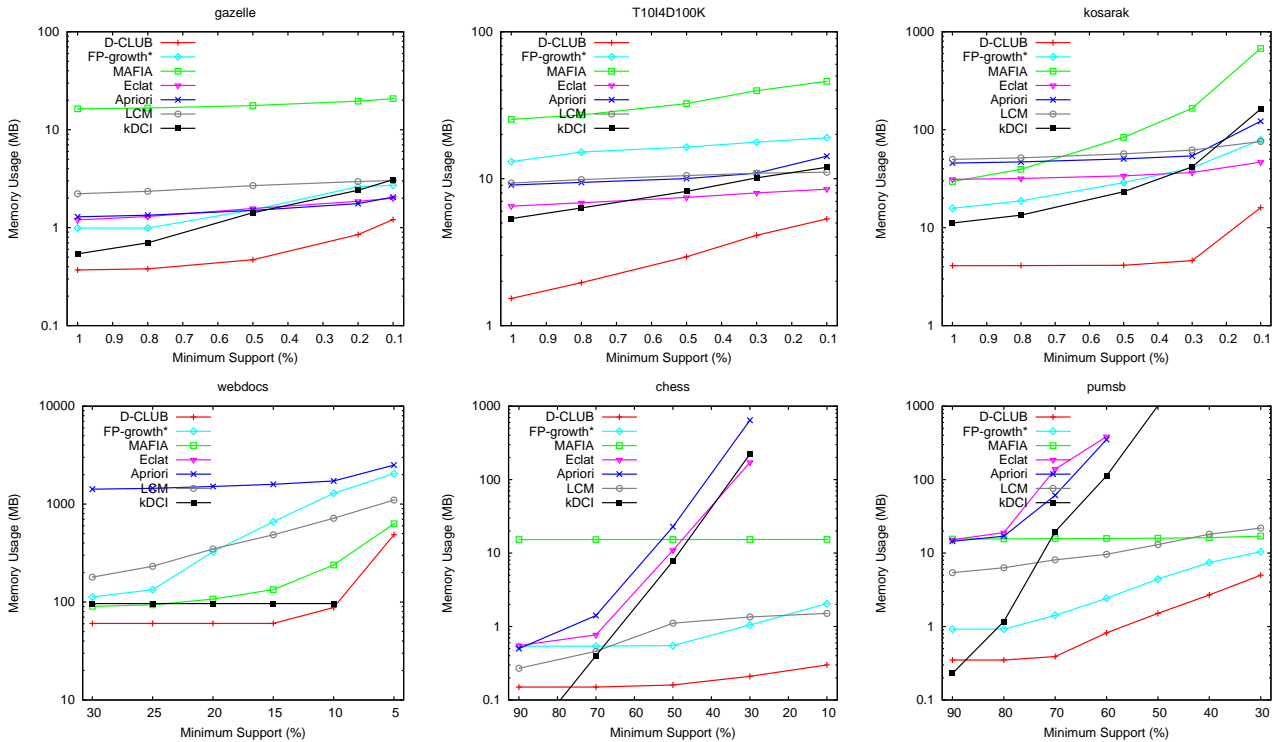 gazelle
100
10
1
0.1
1 0.9 0.8 0.7 0.6 0.5 0.4 0.3 0.2 0.1
Memory Usage (MB)
Minimum Support (%)
D-CLUB
FP-growth*
MAFIA
Eclat
Apriori
LCM
kDCI
T10I4D100K
100
10
1
1 0.9 0.8 0.7 0.6 0.5 0.4 0.3 0.2 0.1
Memory Usage (MB)
Minimum Support (%)
D-CLUB
FP-growth*
MAFIA
Eclat
Apriori
LCM
kDCI
kosarak
1000
100
10
1
1 0.9 0.8 0.7 0.6 0.5 0.4 0.3 0.2 0.1
Memory Usage (MB)
Minimum Support (%)
D-CLUB
FP-growth*
MAFIA
Eclat
Apriori
LCM
kDCI
webdocs
10000
1000
100
10
30 25 20 15 10 5
Memory Usage (MB)
Minimum Support (%)
D-CLUB
FP-growth*
MAFIA
Eclat
Apriori
LCM
kDCI
chess
1000
100
10
1
0.1
90 80 70 60 50 40 30 20 10
Memory Usage (MB)
Minimum Support (%)
D-CLUB
FP-growth*
MAFIA
Eclat
Apriori
LCM
kDCI
pumsb
1000
100
10
1
0.1
90 80 70 60 50 40 30
Memory Usage (MB)
Minimum Support (%)
D-CLUB
FP-growth*
MAFIA
Eclat
Apriori
LCM
kDCI